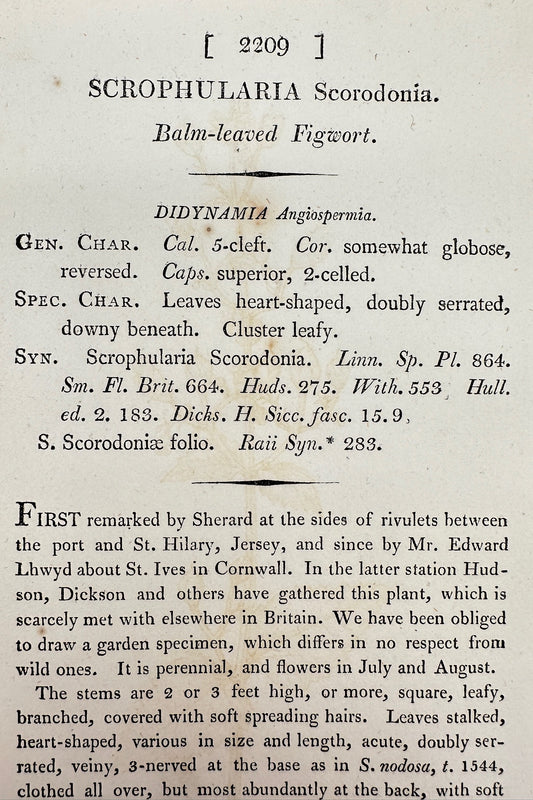 [ 2209 ]
SCROPHULARIA Scorodonia.
Balm-leaved Figwort.
DIDYNAMIA Angiospermia.
GEN. CHAR. Cal. 5-cleft. Cor. somewhat globose,
reversed. Caps. superior, 2-celled.
SPEC. CHAR. Leaves heart-shaped, doubly serrated,
downy beneath. Cluster leafy.
SYN. Scrophularia Scorodonia. Linn. Sp. Pl. 864.
Sm. Fl. Brit. 664. Huds. 275. With. 553. Hull.
ed. 2. 183. Dicks. H. Sicc. fasc. 15. 9.
S. Scorodoniæ folio. Raii Syn.* 283.
FIRST remarked by Sherard at the sides of rivulets between
the port and St. Hilary, Jersey, and since by Mr. Edward
Lhwyd about St. Ives in Cornwall. In the latter station Hud-
son, Dickson and others have gathered this plant, which is
scarcely met with elsewhere in Britain. We have been obliged
to draw a garden specimen, which differs in no respect from
wild ones. It is perennial, and flowers in July and August.
The stems are 2 or 3 feet high, or more, square, leafy,
branched, covered with soft spreading hairs. Leaves stalked,
heart-shaped, various in size and length, acute, doubly ser-
rated, veiny, 3-nerved at the base as in S. nodosa, t. 1544,
clothed all over, but most abundantly at the back, with soft